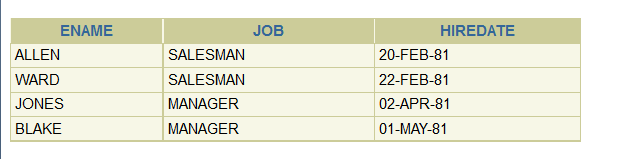 ENAME JOB HIREDATE
ALLEN SALESMAN 20-FEB-81
WARD SALESMAN 22-FEB-81
JONES MANAGER 02-APR-81
BLAKE MANAGER 01-MAY-81